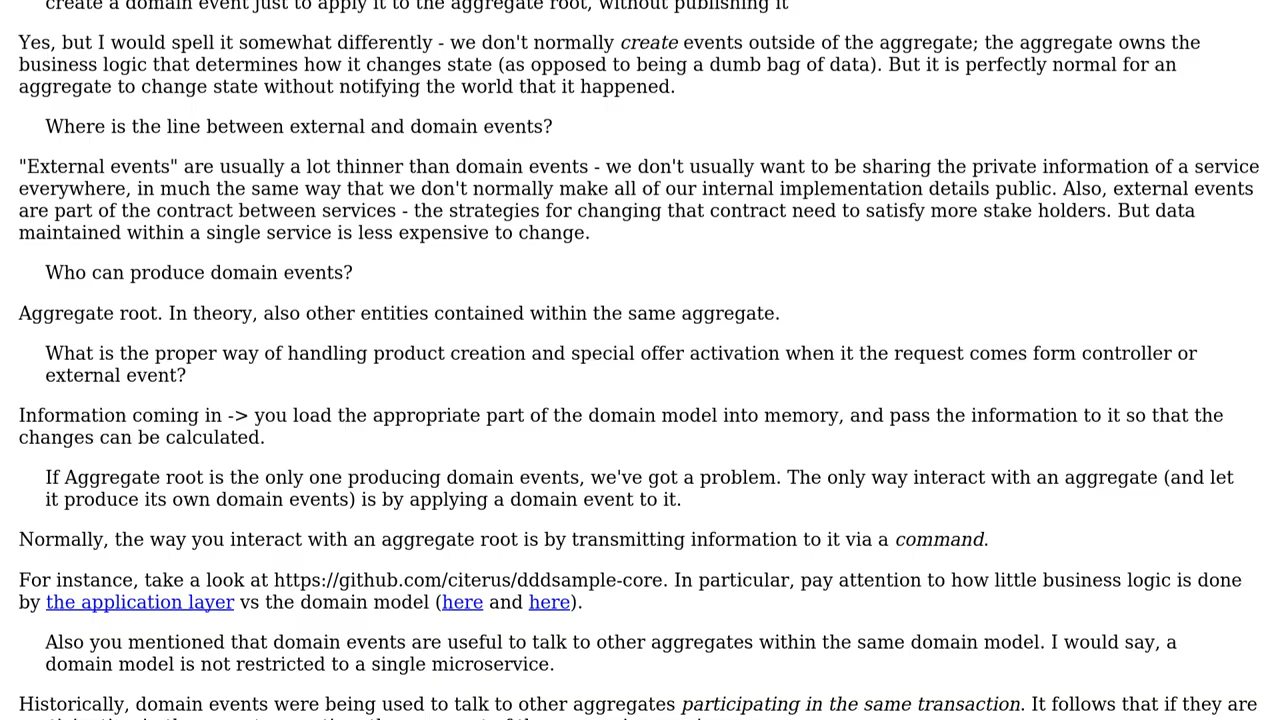 create a domain event just to apply it to the aggregate root, without publishing it
Yes, but I would spell it somewhat differently - we don't normally create events outside of the aggregate; the aggregate owns the
business logic that determines how it changes state (as opposed to being a dumb bag of data). But it is perfectly normal for an
aggregate to change state without notifying the world that it happened.
Where is the line between external and domain events?
"External events" are usually a lot thinner than domain events - we don't usually want to be sharing the private information of a service
everywhere, in much the same way that we don't normally make all of our internal implementation details public. Also, external events
are part of the contract between services - the strategies for changing that contract need to satisfy more stake holders. But data
maintained within a single service is less expensive to change.
Who can produce domain events?
Aggregate root. In theory, also other entities contained within the same aggregate.
What is the proper way of handling product creation and special offer activation when it the request comes form controller or
external event?
Information coming in -> you load the appropriate part of the domain model into memory, and pass the information to it so that the
changes can be calculated.
If Aggregate root is the only one producing domain events, we've got a problem. The only way interact with an aggregate (and let
it produce its own domain events) is by applying a domain event to it.
Normally, the way you interact with an aggregate root is by transmitting information to it via a command.
For instance, take a look at https://github.com/citerus/dddsample-core. In particular, pay attention to how little business logic is done
by the application layer vs the domain model (here and here).
Also you mentioned that domain events are useful to talk to other aggregates within the same domain model. I would say, a
domain model is not restricted to a single microservice.
Historically, domain events were being used to talk to other aggregates participating in the same transaction. It follows that if they are